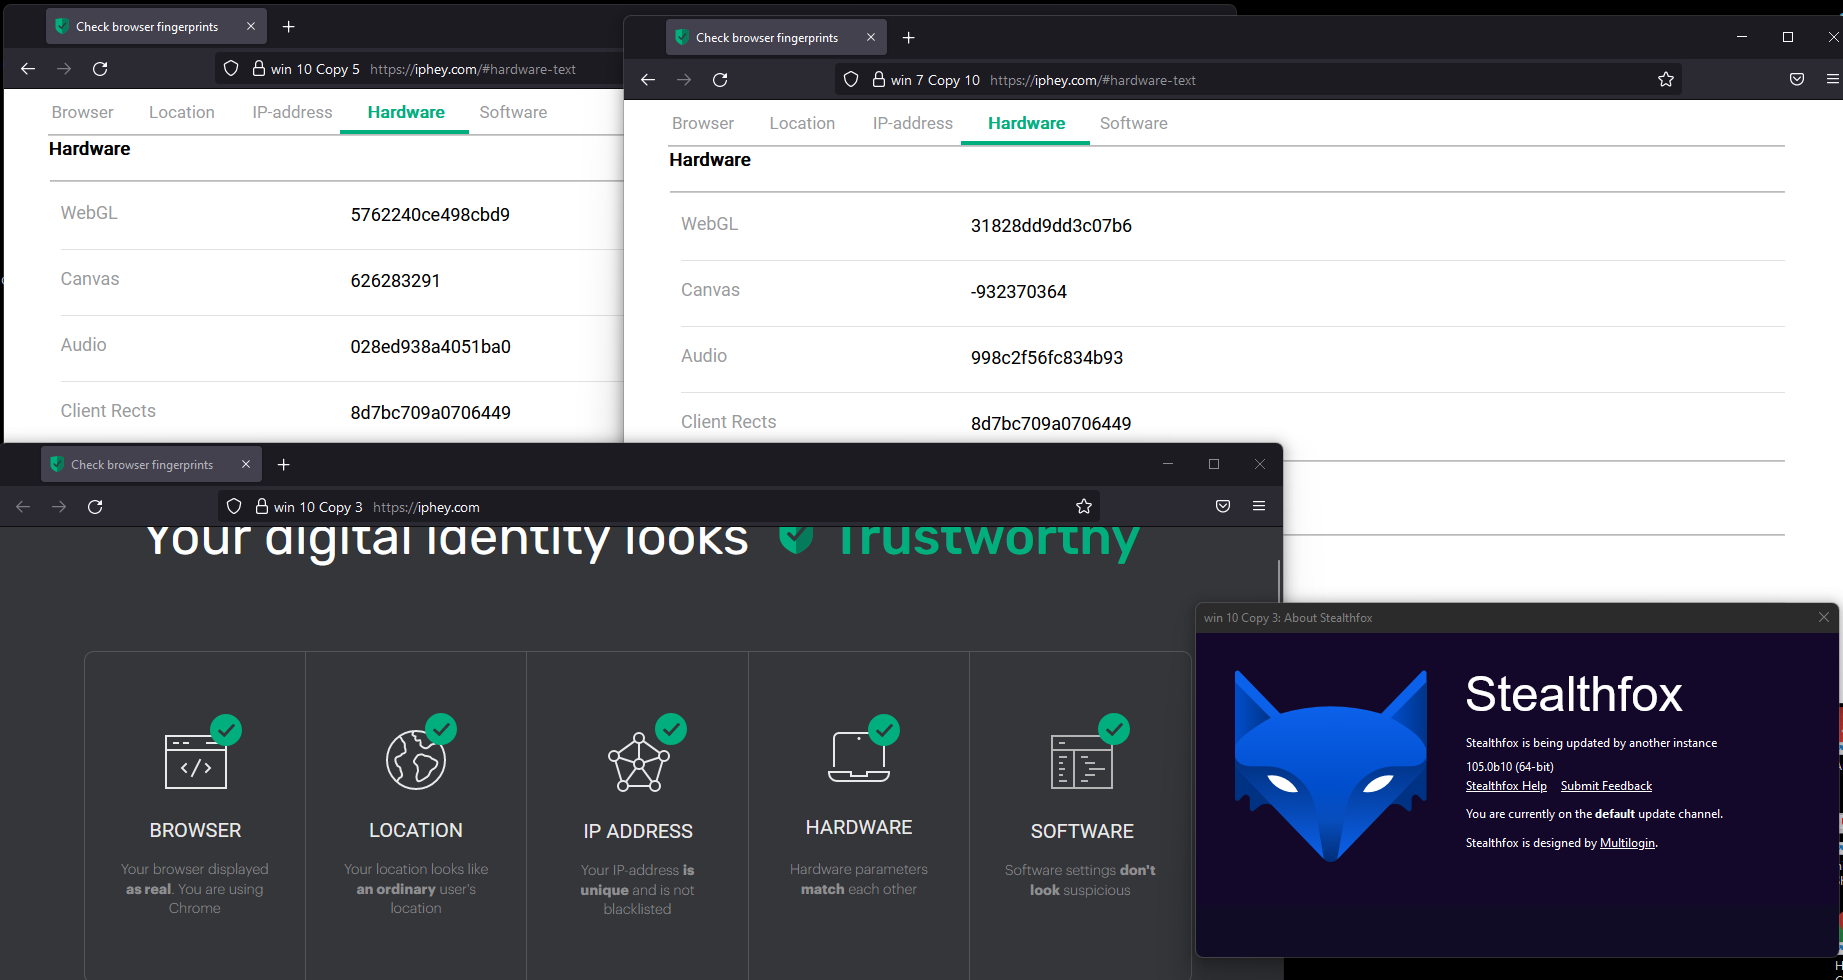 Check browser fingerprints
win 10 Copy 5 https://iphey.com/#hardware-text
Browser Location IP-address Hardware Software
Hardware
WebGL 5762240ce498cbd9
Canvas 626283291
Audio 028ed938a4051ba0
Client Rects 8d7bc709a0706449
Check browser fingerprints
win 7 Copy 10 https://iphey.com/#hardware-text
Browser Location IP-address Hardware Software
Hardware
WebGL 31828dd9dd3c07b6
Canvas -932370364
Audio 998c2f56fc834b93
Client Rects 8d7bc709a0706449
Check browser fingerprints
win 10 Copy 3 https://iphey.com
Your digital identity looks Trustworthy
BROWSER
Your browser displayed
as real. You are using
Chrome
LOCATION
Your location looks like
an ordinary user's
location
IP ADDRESS
Your IP-address is
unique and is not
blacklisted
HARDWARE
Hardware parameters
match each other
SOFTWARE
Software settings don't
look suspicious
win 10 Copy 3: About Stealthfox
Stealthfox
Stealthfox is being updated by another instance
105.0b10 (64-bit)
Stealthfox Help Submit Feedback
You are currently on the default update channel.
Stealthfox is designed by Multilogin.